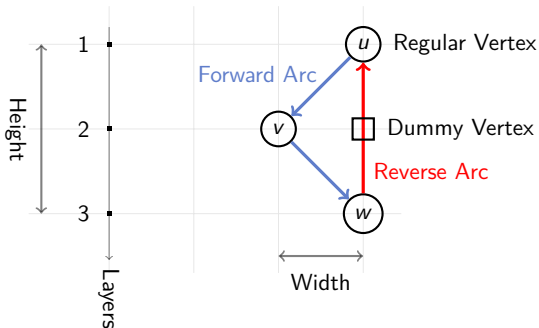 1
u
Regular Vertex
Forward Arc
Height
2
v
Dummy Vertex
Reverse Arc
3
w
Layers
Width